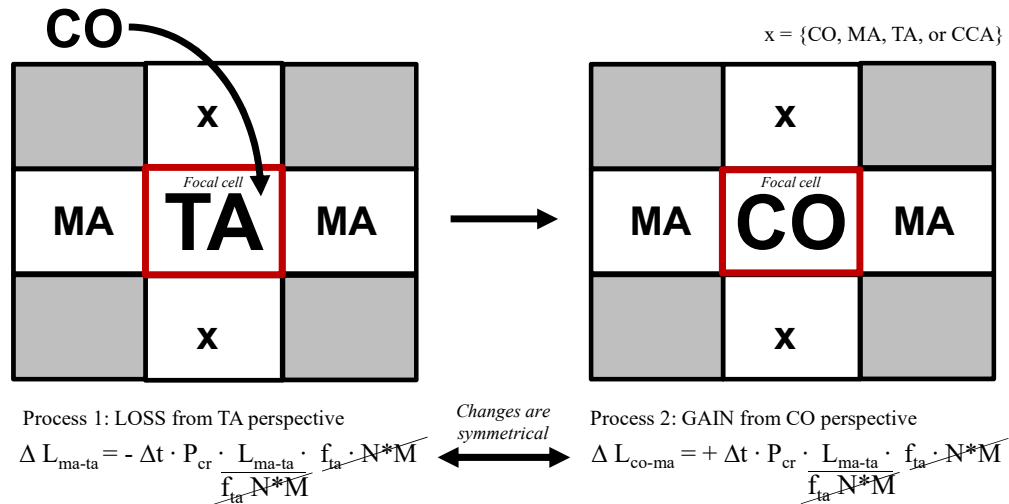 CO
x = {CO, MA, TA, or CCA}
x
x
Focal cell
Focal cell
MA TA MA
MA CO MA
x
x
Process 1: LOSS from TA perspective
Changes are
symmetrical
Process 2: GAIN from CO perspective
Δ L_ma-ta = - Δt · P_cr · L_ma-ta · f_ta · N*M
f_ta N*M
Δ L_co-ma = + Δt · P_cr · L_ma-ta · f_ta · N*M
f_ta N*M